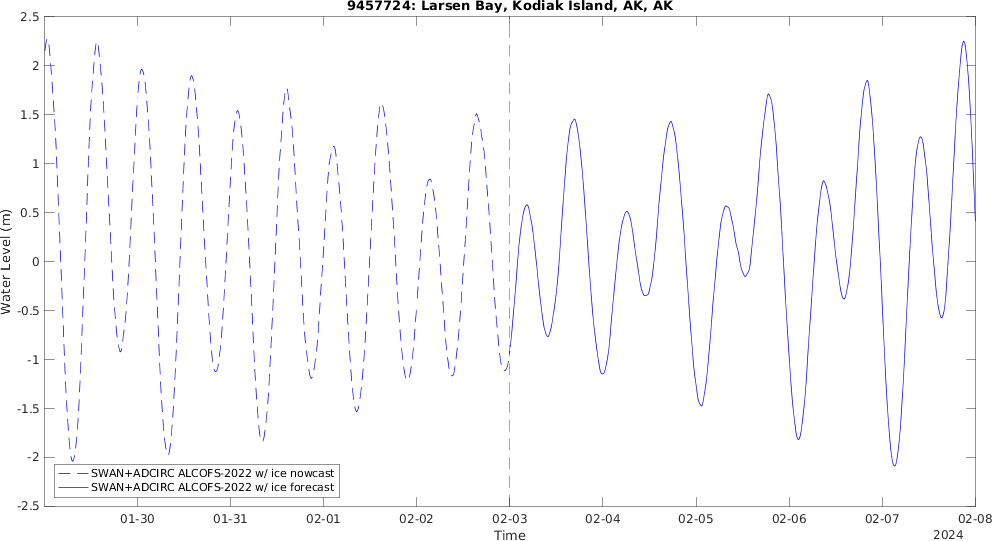 9457724: Larsen Bay, Kodiak Island, AK, AK
2.5
2
1.5
1
0.5
0
-0.5
-1
-1.5
-2
-2.5
Water Level (m)
SWAN+ADCIRC ALCOFS-2022 w/ ice nowcast
SWAN+ADCIRC ALCOFS-2022 w/ ice forecast
01-30 01-31 02-01 02-02 02-03 02-04 02-05 02-06 02-07 02-08
Time
2024